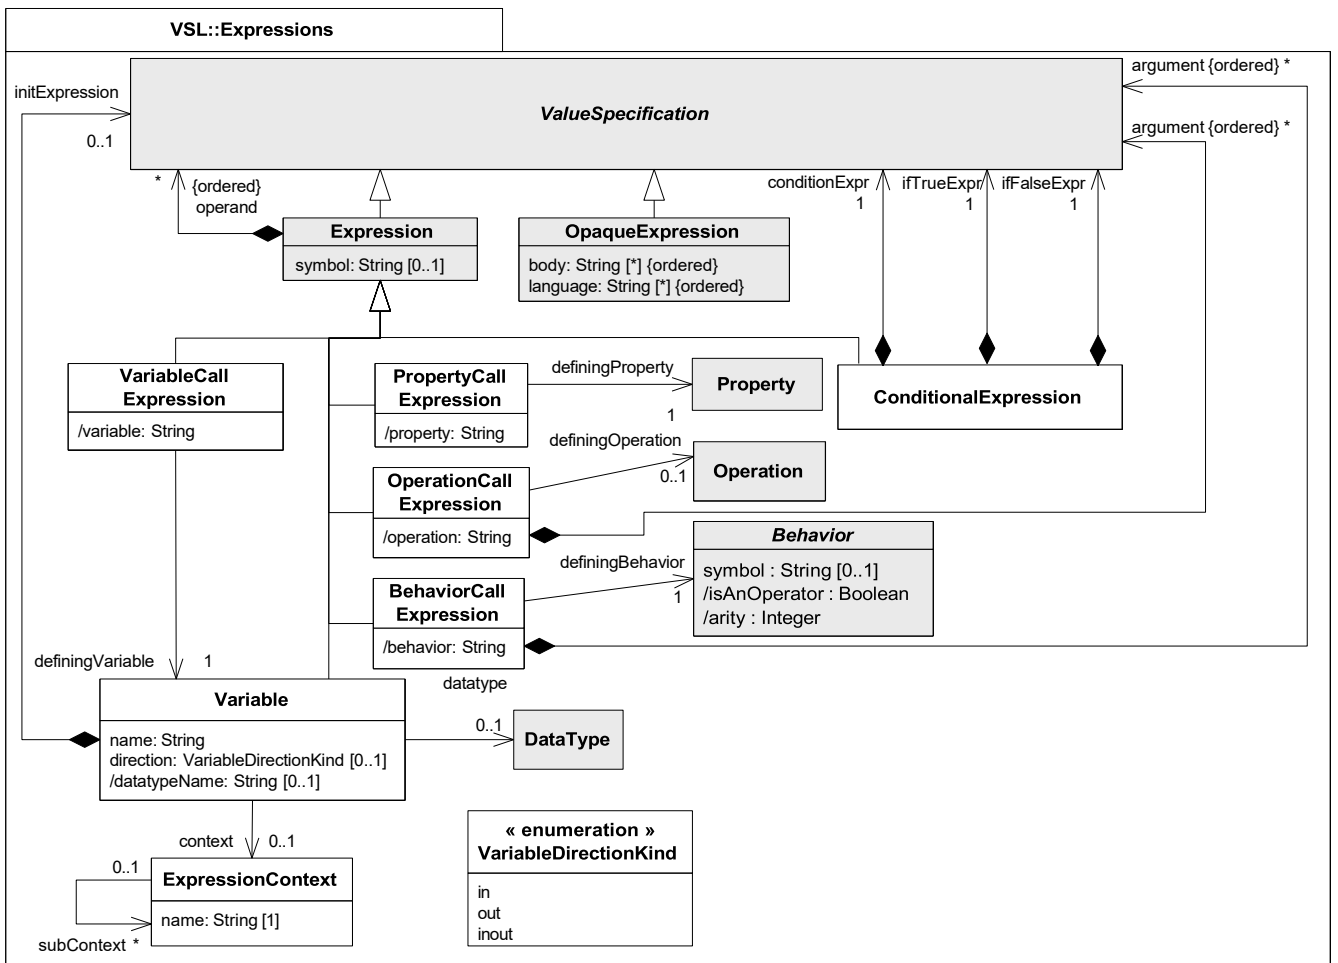 VSL::Expressions
argument {ordered} *
initExpression
ValueSpecification
0..1
argument {ordered} *
*
{ordered}
operand
conditionExpr
1
ifTrueExpr
1
ifFalseExpr
1
Expression
symbol: String [0..1]
OpaqueExpression
body: String [*] {ordered}
language: String [*] {ordered}
VariableCall
Expression
/variable: String
PropertyCall
Expression
/property: String
definingProperty
1
Property
ConditionalExpression
OperationCall
Expression
/operation: String
definingOperation
0..1
Operation
BehaviorCall
Expression
/behavior: String
definingBehavior
1
Behavior
symbol : String [0..1]
/isAnOperator : Boolean
/arity : Integer
definingVariable
1
Variable
name: String
direction: VariableDirectionKind [0..1]
/datatypeName: String [0..1]
datatype
0..1
DataType
context
0..1
0..1
ExpressionContext
name: String [1]
subContext *
« enumeration »
VariableDirectionKind
in
out
inout